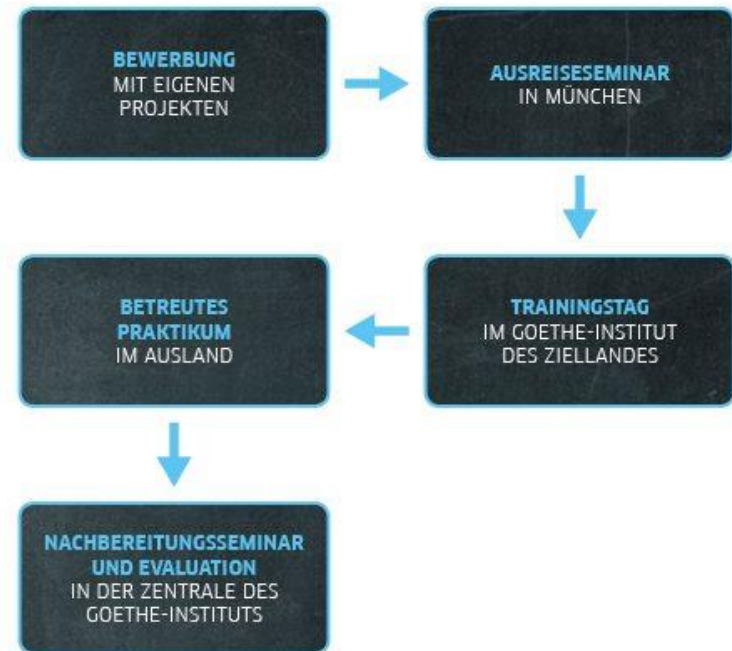 BEWERBUNG
MIT EIGENEN
PROJEKTEN
AUSREISESEMINAR
IN MÜNCHEN
TRAININGSTAG
IM GOETHE-INSTITUT
DES ZIELLANDES
BETREUTES
PRAKTIKUM
IM AUSLAND
NACHBEREITUNGSSEMINAR
UND EVALUATION
IN DER ZENTRALE DES
GOETHE-INSTITUTS